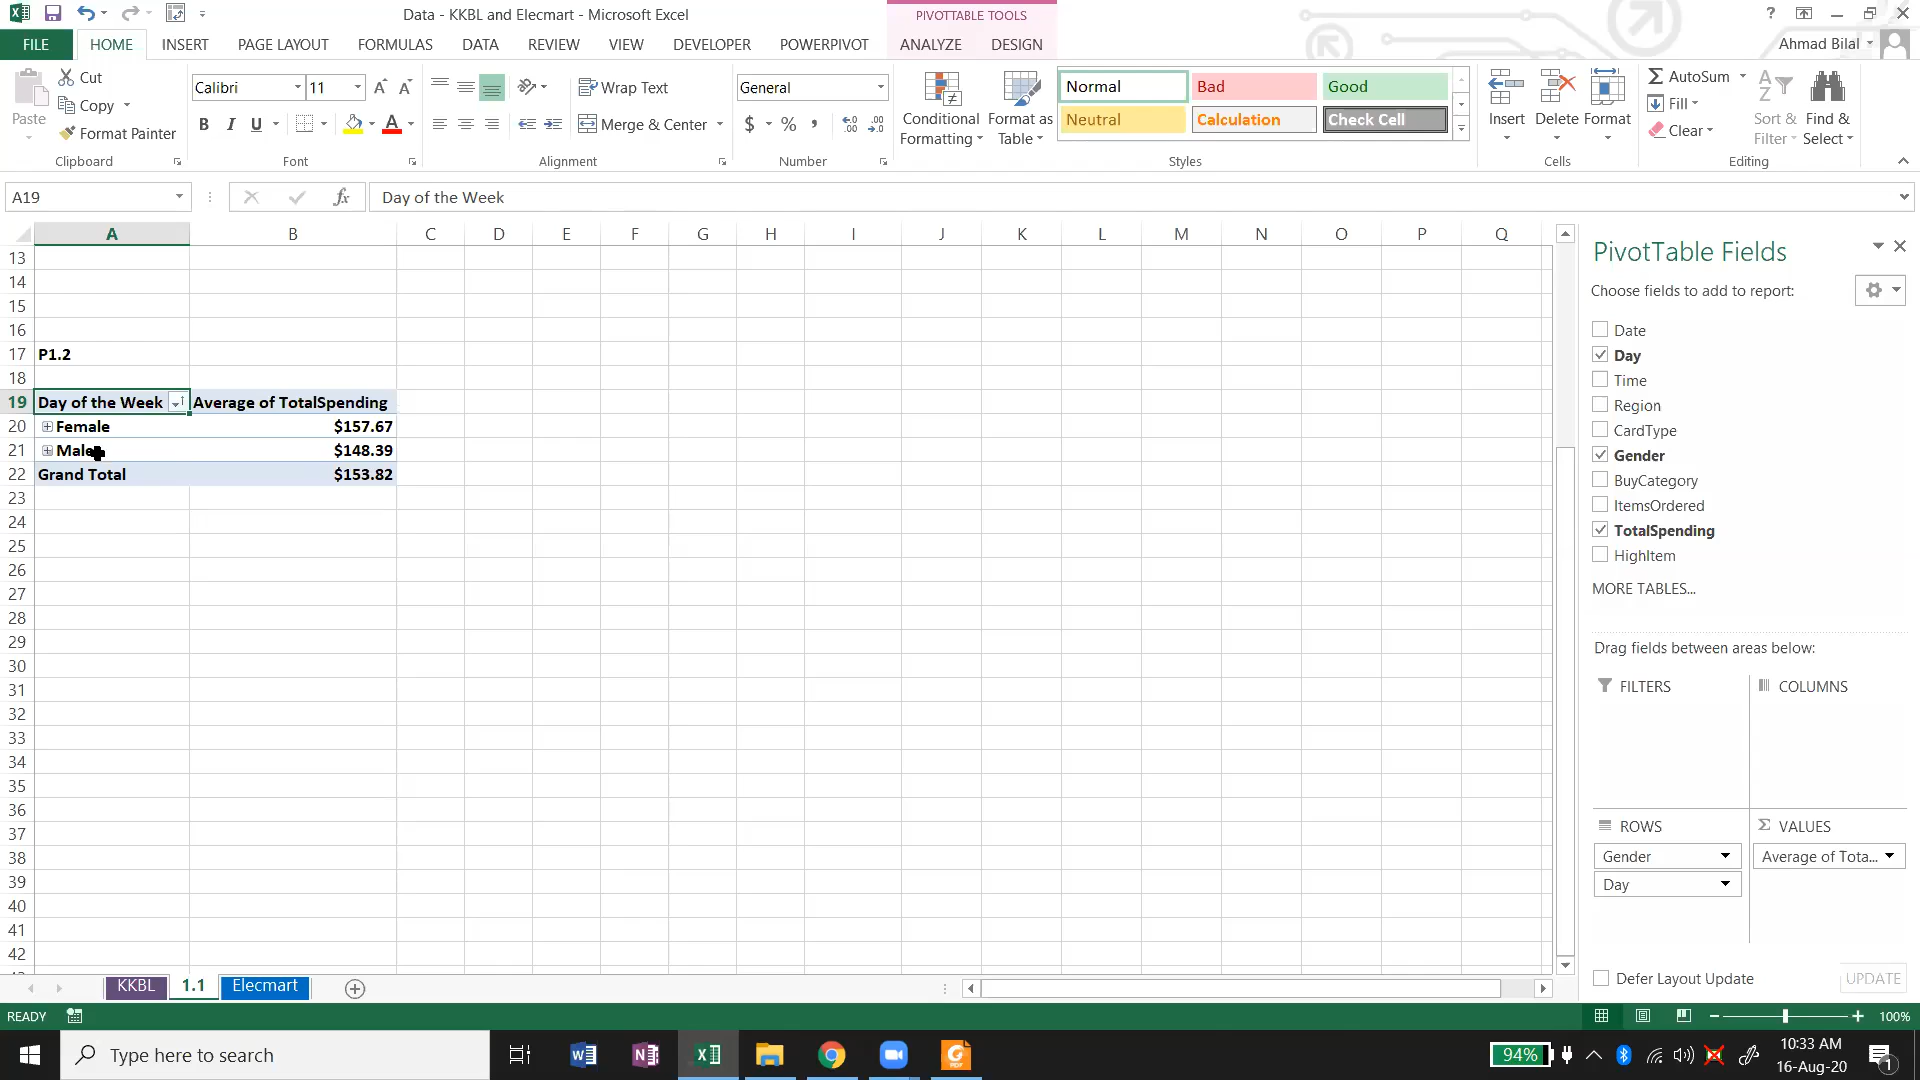 Data - KKBL and Elecmart - Microsoft Excel
PIVOTTABLE TOOLS
?
FILE HOME INSERT PAGE LAYOUT FORMULAS DATA REVIEW VIEW DEVELOPER POWERPIVOT ANALYZE DESIGN
Ahmad Bilal
Paste
Cut
Copy
Format Painter
Clipboard
Calibri 11
B I U
Font
Wrap Text
Merge & Center
Alignment
General
$ % ,
Number
Conditional Formatting
Format as Table
Normal Bad Good
Neutral Calculation Check Cell
Styles
Insert Delete Format
Cells
AutoSum
Fill
Clear
Sort & Filter
Find & Select
Editing
A19
fx
Day of the Week
A B C D E F G H I J K L M N O P Q
13
14
15
16
17 P1.2
18
19 Day of the Week Average of TotalSpending
20 Female $157.67
21 Male $148.39
22 Grand Total $153.82
23
24
25
26
27
28
29
30
31
32
33
34
35
36
37
38
39
40
41
42
PivotTable Fields
Choose fields to add to report:
Date
Day
Time
Region
CardType
Gender
BuyCategory
ItemsOrdered
TotalSpending
HighItem
MORE TABLES...
Drag fields between areas below:
FILTERS COLUMNS
ROWS VALUES
Gender Average of Tota...
Day
Defer Layout Update UPDATE
KKBL 1.1 Elecmart
READY
100%
Type here to search
94%
10:33 AM
16-Aug-20
1